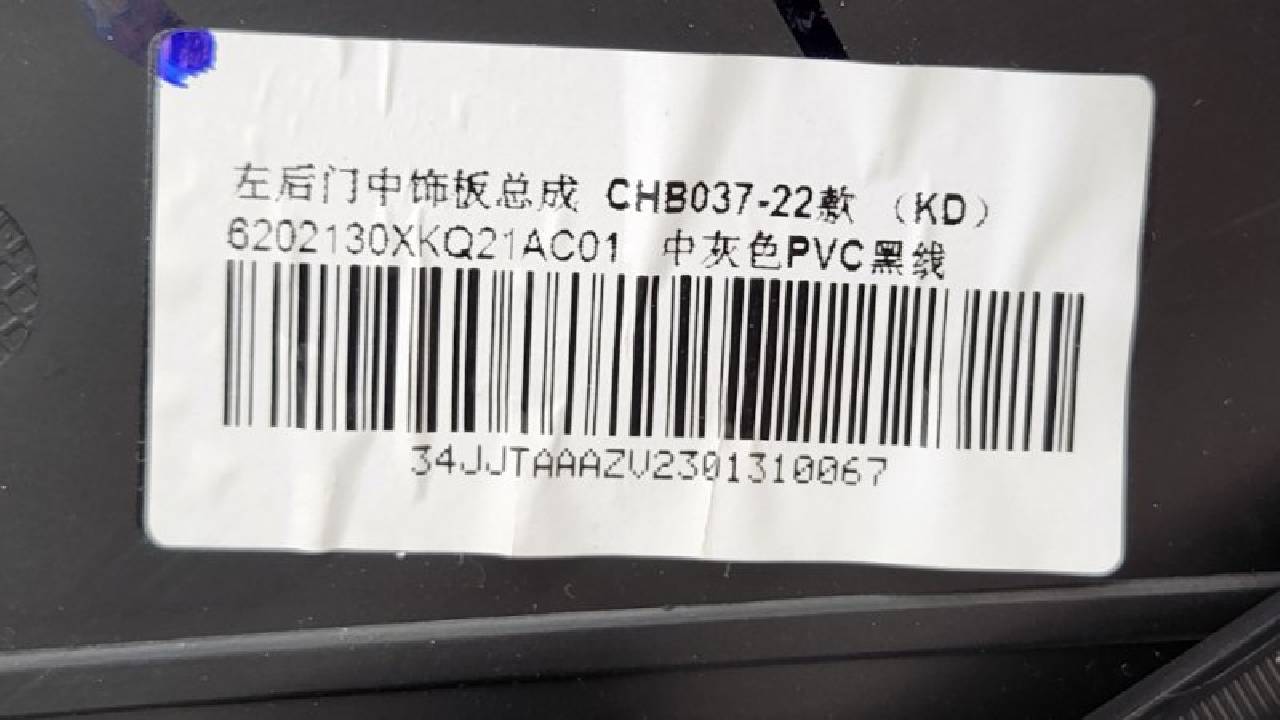 左后门中饰板总成 CHB037-22款 （KD）
6202130XKQ21AC01 中灰色PVC黑线
34JJTAAAZV2301310067